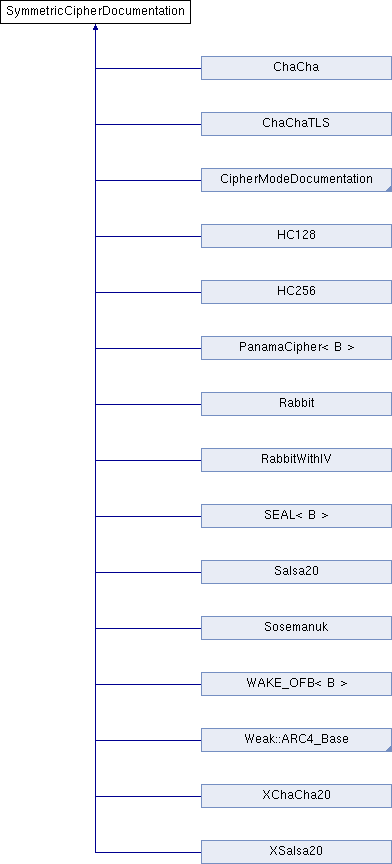 SymmetricCipherDocumentation
ChaCha
ChaChaTLS
CipherModeDocumentation
HC128
HC256
PanamaCipher< B >
Rabbit
RabbitWithIV
SEAL< B >
Salsa20
Sosemanuk
WAKE_OFB< B >
Weak::ARC4_Base
XChaCha20
XSalsa20